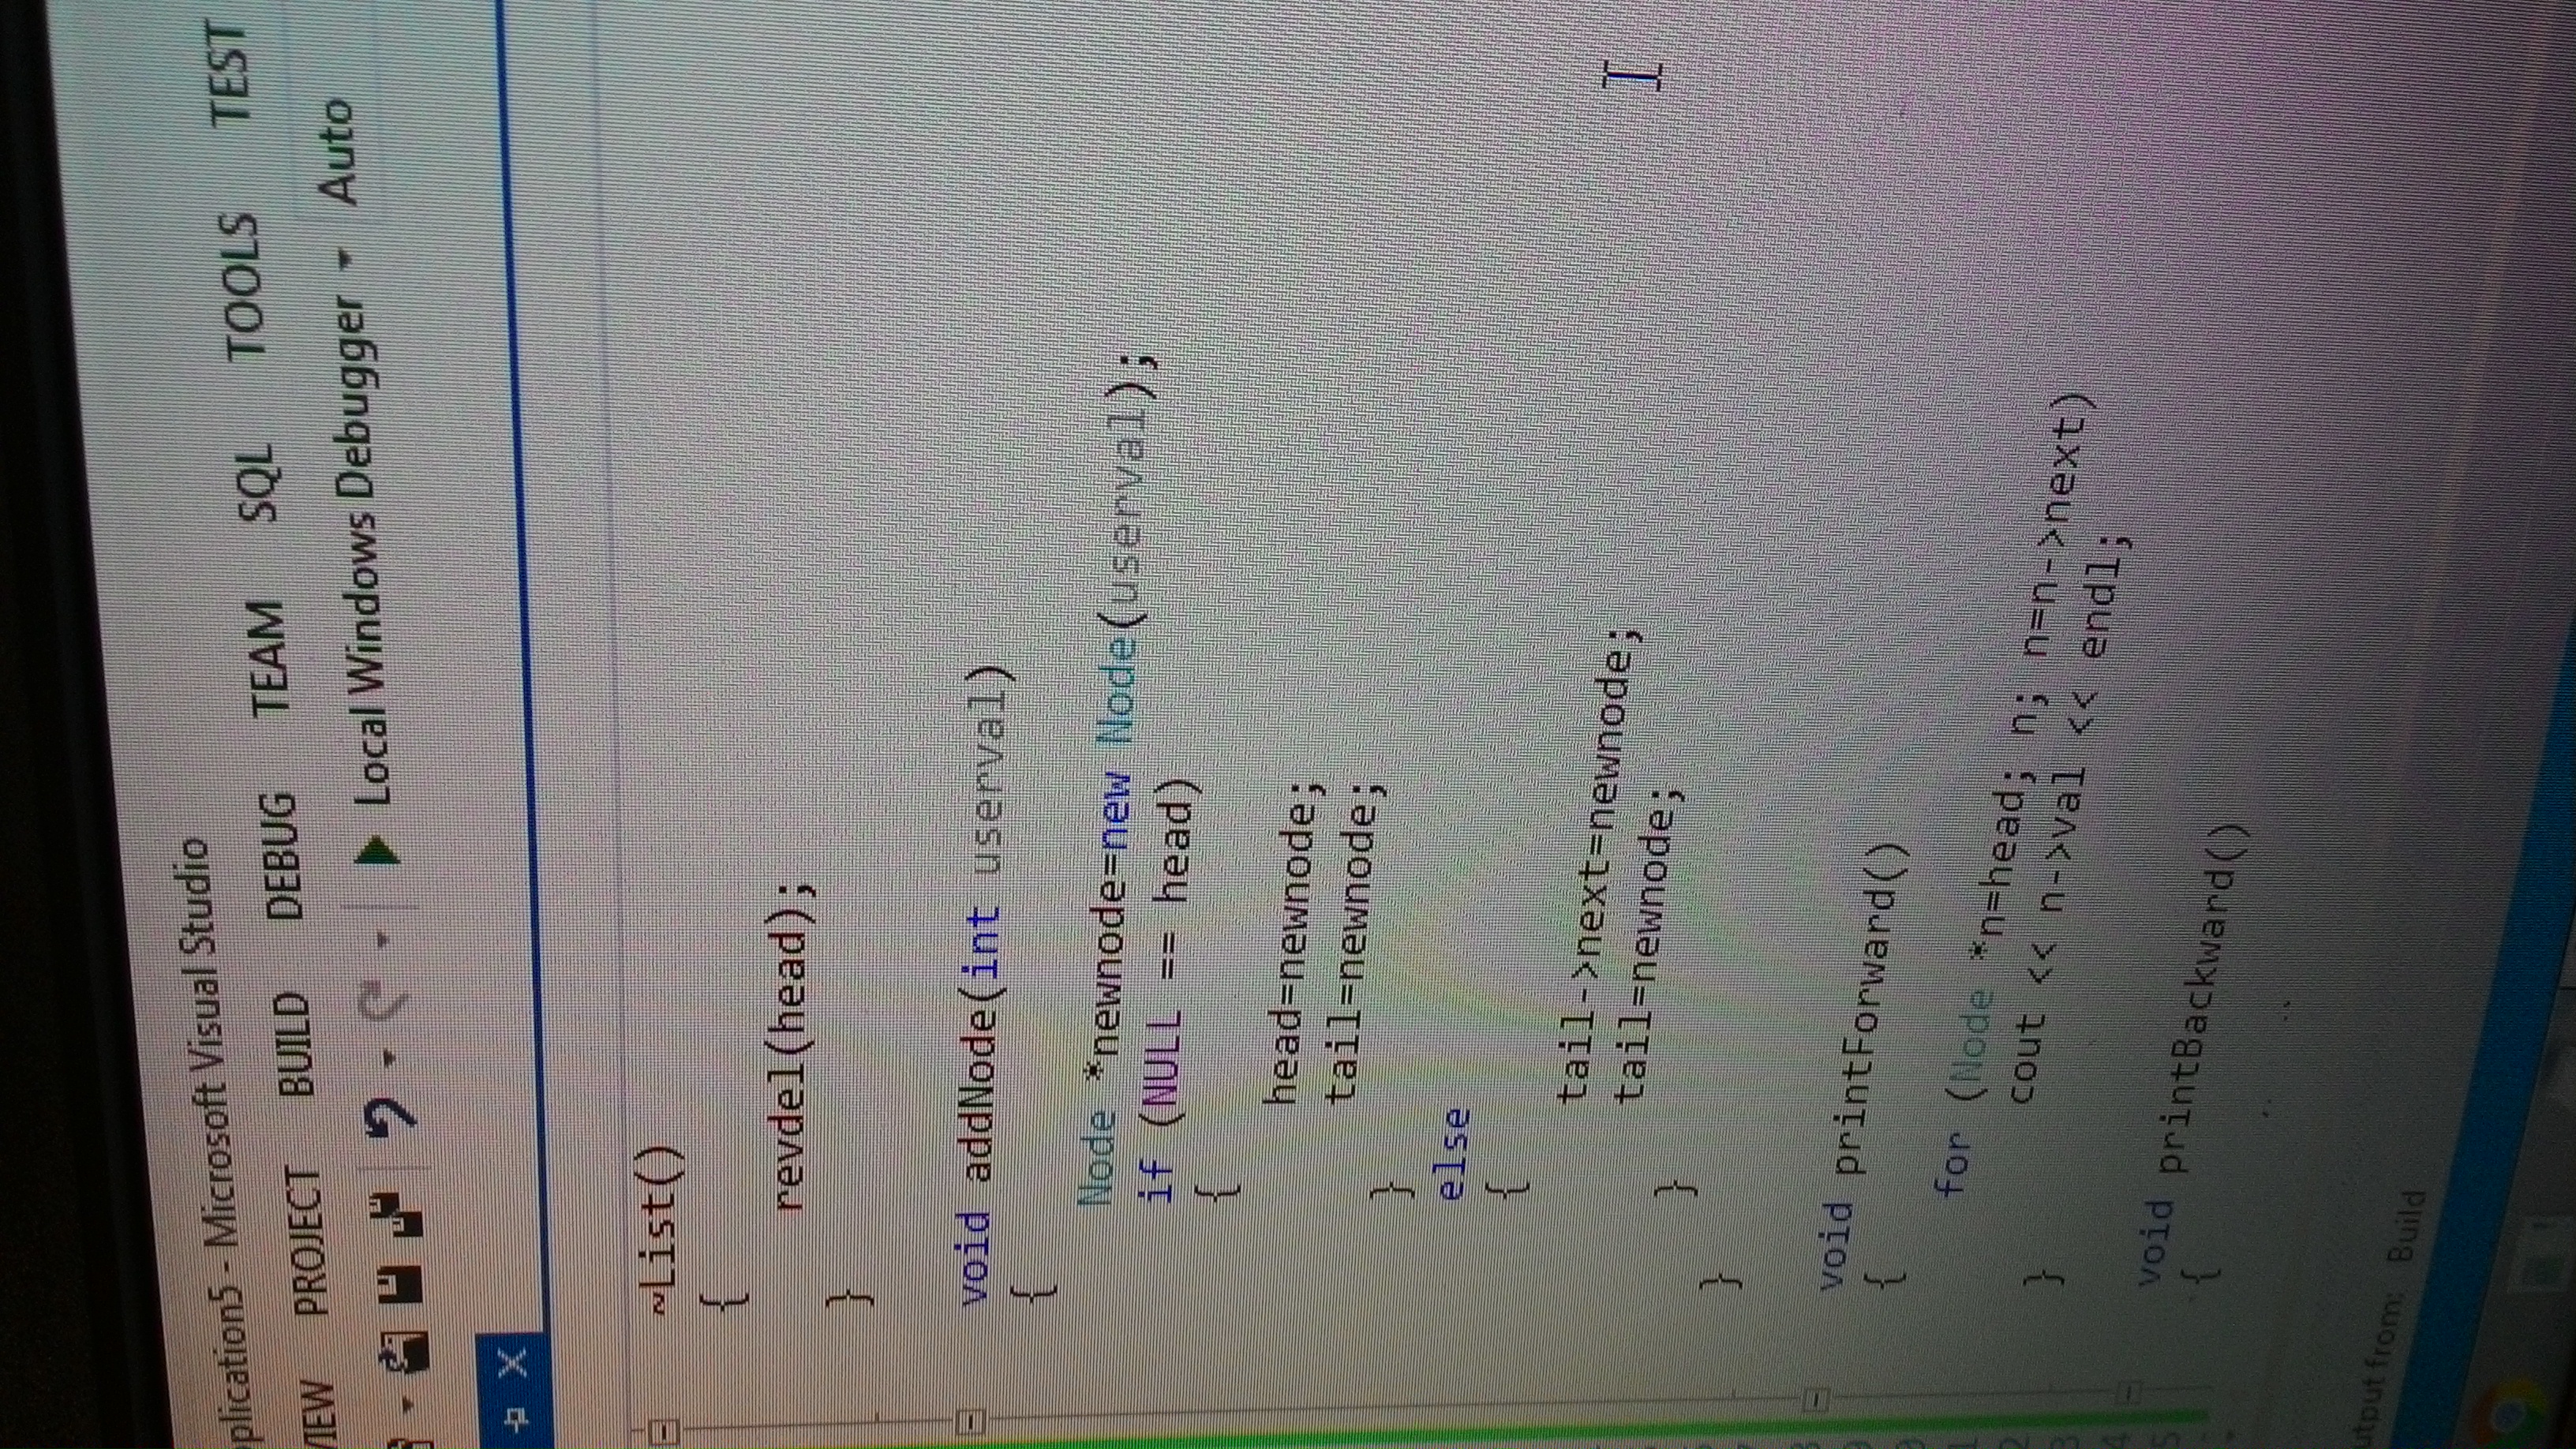 plication5 - Microsoft Visual Studio
VIEW PROJECT BUILD DEBUG TEAM SQL TOOLS TEST
Local Windows Debugger Auto
~List()
{
revdel(head);
}
void addNode(int userval)
{
Node *newnode=new Node(userval);
if (NULL == head)
{
head=newnode;
tail=newnode;
}
else
{
tail->next=newnode;
tail=newnode;
}
}
void printForward()
{
for (Node *n=head; n; n=n->next)
cout << n->val << endl;
}
void printBackward()
{
utput from: Build